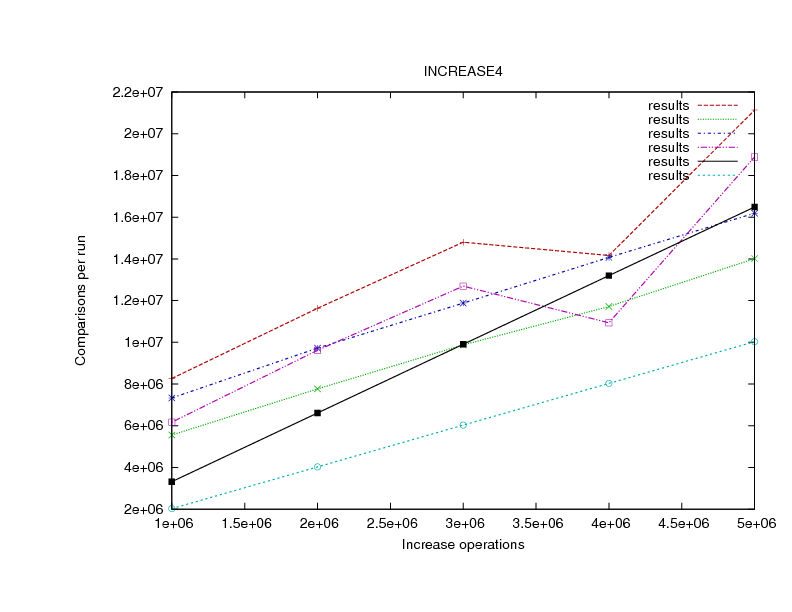 INCREASE4
2.2e+07
2e+07
1.8e+07
1.6e+07
1.4e+07
1.2e+07
1e+07
8e+06
6e+06
4e+06
2e+06
Comparisons per run
results
results
results
results
results
results
1e+06 1.5e+06 2e+06 2.5e+06 3e+06 3.5e+06 4e+06 4.5e+06 5e+06
Increase operations